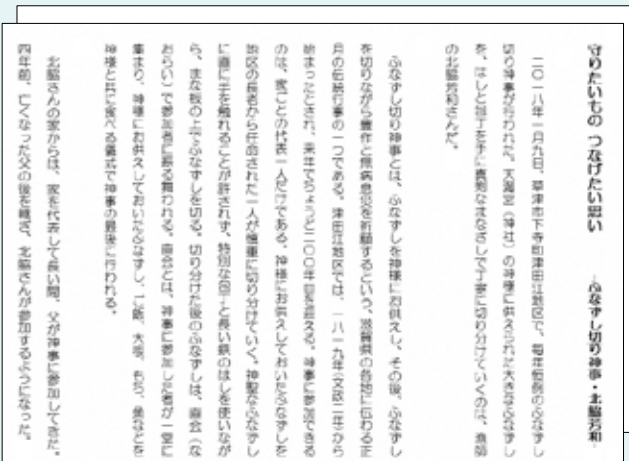 守りたいもの つなげたい思い　―ふなずし切り神事・北脇芳和―
二〇一八年一月九日、草津市下寺町津田江地区で、毎年恒例のふなずし
切り神事が行われた。天満宮（神社）の神様に供えられた大きなふなずし
を、はしと包丁を手に真剣なまなざしで丁寧に切り分けていくのは、漁師
の北脇芳和さんだ。
ふなずし切り神事とは、ふなずしを神様にお供えし、その後、ふなずし
を切りながら豊作と無病息災を祈願するという、滋賀県の各地に伝わる正
月の伝統行事の一つである。津田江地区では、一八一九年（文政二年）から
始まったとされ、来年でちょうど二〇〇年目を迎える。神事に参加できる
のは、家ごとの代表一人だけである。神様にお供えしておいたふなずしを
地区の長老から任命された一人が慎重に切り分けていく。神聖なふなずし
に直に手を触れることが許されず、特別な包丁と長い鉄のはしを使いなが
ら、まな板の上でふなずしを切る。切り分けた後のふなずしは、直会（な
おらい）で参加者に振る舞われる。直会とは、神事に参加した者が一堂に
集まり、神様にお供えしておいたふなずし、ご飯、大根、もち、魚などを
神様と共に食べる儀式で神事の最後に行われる。
北脇さんの家からは、家を代表して長い間、父が神事に参加してきた。
四年前、亡くなった父の後を継ぎ、北脇さんが参加するようになった。